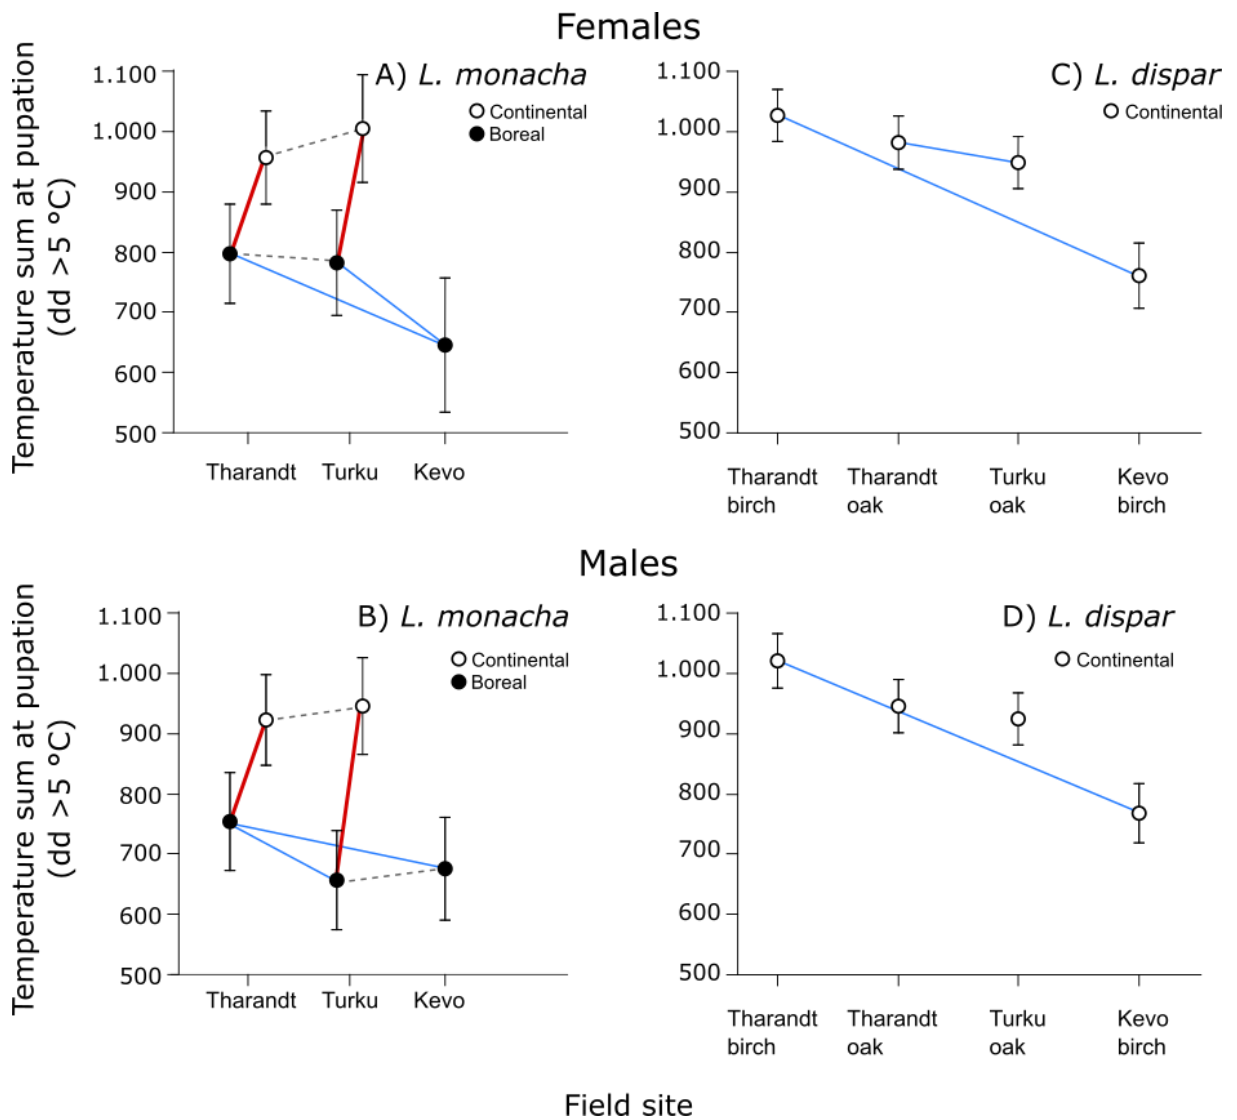 Females
Temperature sum at pupation
(dd >5 °C)
A) L. monacha
Continental
Boreal
1.100
1.000
900
800
700
600
500
Tharandt
Turku
Kevo
C) L. dispar
Continental
1.100
1.000
900
800
700
600
500
Tharandt
birch
Tharandt
oak
Turku
oak
Kevo
birch
Males
Temperature sum at pupation
(dd >5 °C)
B) L. monacha
Continental
Boreal
1.100
1.000
900
800
700
600
500
Tharandt
Turku
Kevo
D) L. dispar
Continental
1.100
1.000
900
800
700
600
500
Tharandt
birch
Tharandt
oak
Turku
oak
Kevo
birch
Field site